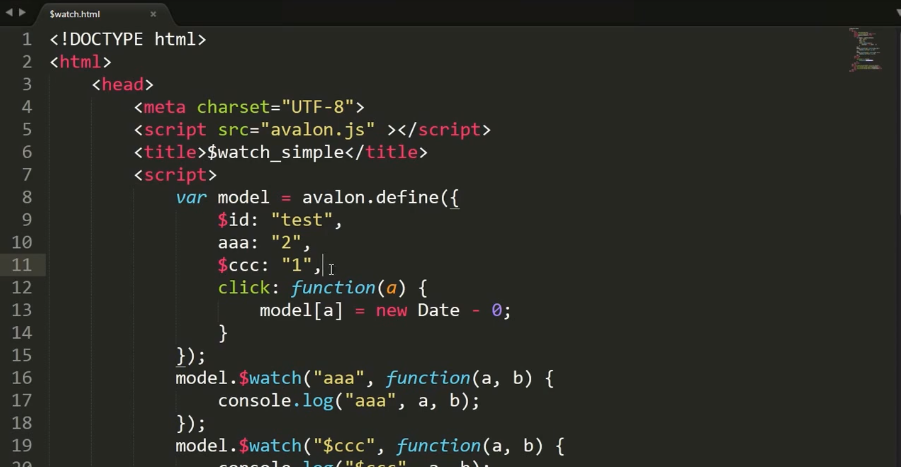 $watch.html
1 <!DOCTYPE html>
2 <html>
3 <head>
4 <meta charset="UTF-8">
5 <script src="avalon.js" ></script>
6 <title>$watch_simple</title>
7 <script>
8 var model = avalon.define({
9 $id: "test",
10 aaa: "2",
11 $ccc: "1",
12 click: function(a) {
13 model[a] = new Date - 0;
14 }
15 });
16 model.$watch("aaa", function(a, b) {
17 console.log("aaa", a, b);
18 });
19 model.$watch("$ccc", function(a, b) {
20 console.log("$ccc", a, b);